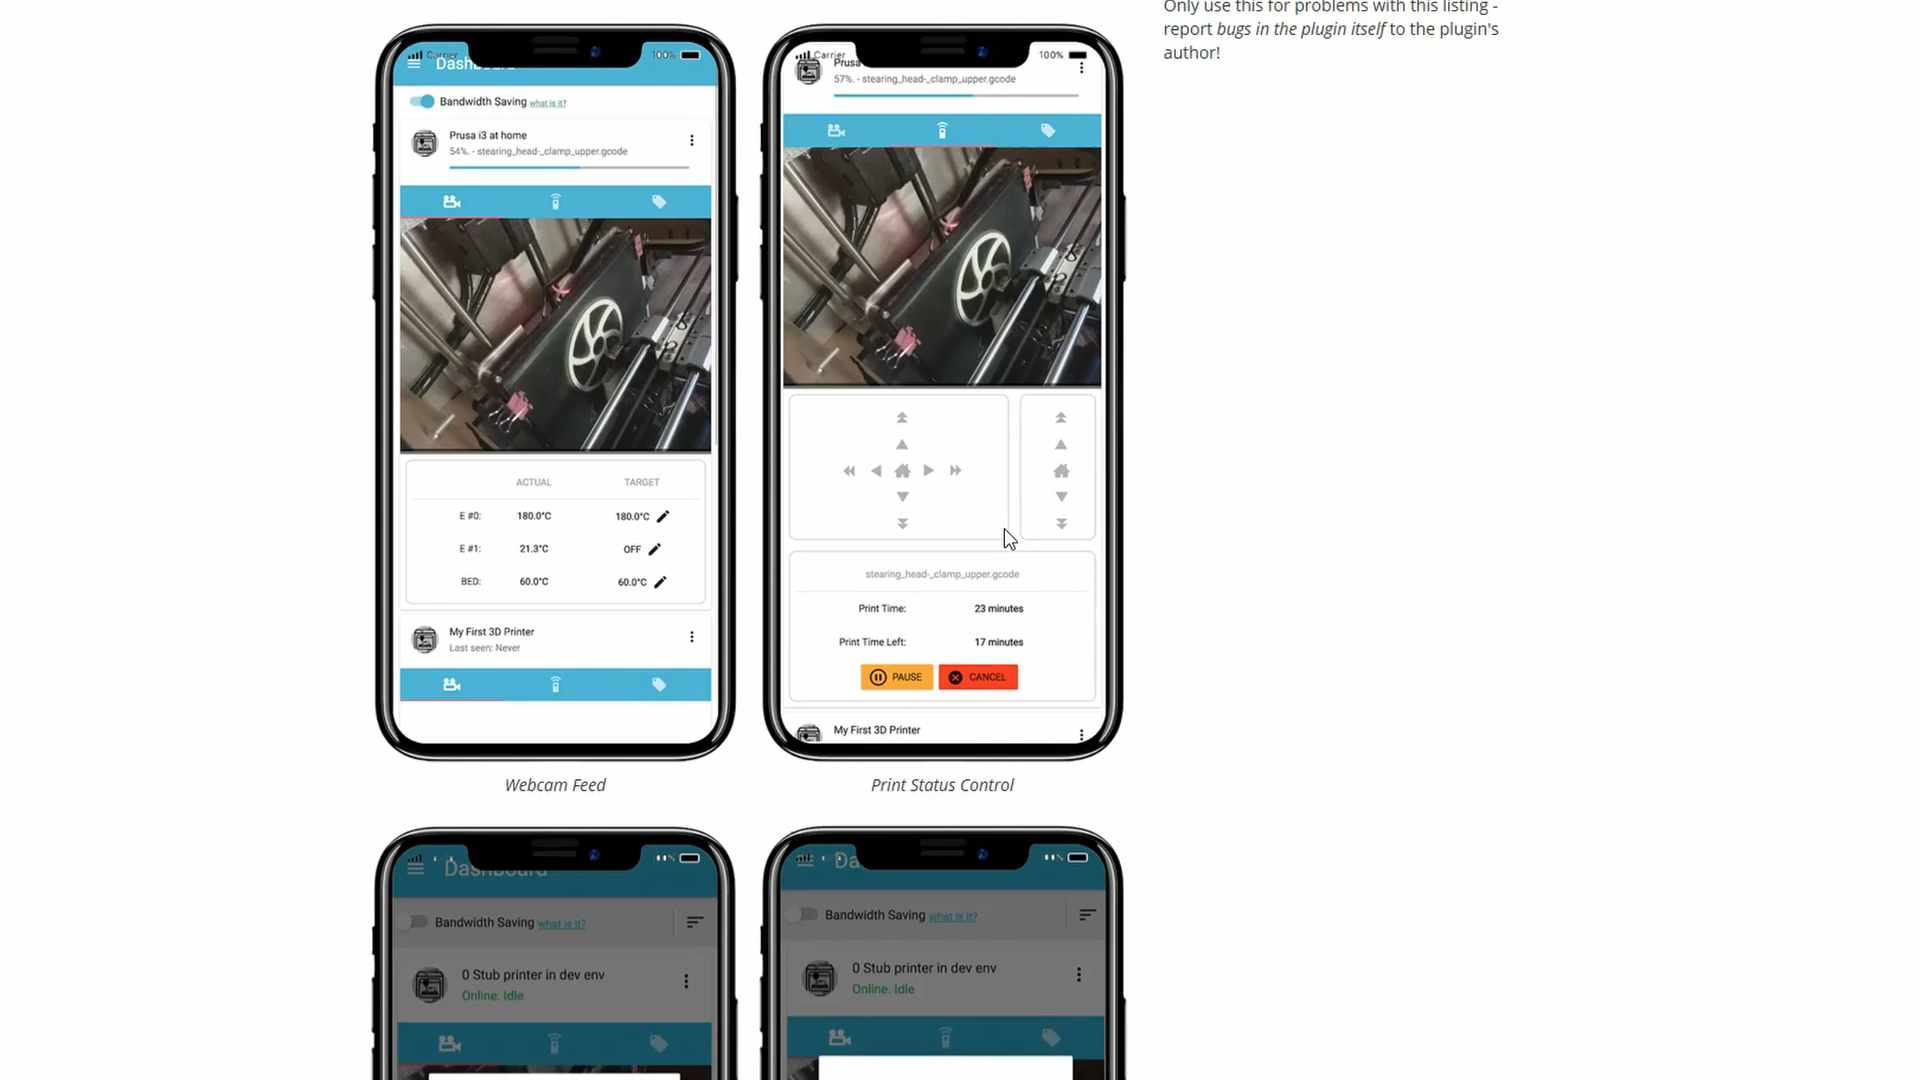 Only use this for problems with this listing -
report bugs in the plugin itself to the plugin's
author!
Carrier
100%
Bandwidth Saving what is it?
Prusa i3 at home
54%. - stearing_head-_clamp_upper.gcode
ACTUAL TARGET
E #0: 180.0°C 180.0°C
E #1: 21.3°C OFF
BED: 60.0°C 60.0°C
My First 3D Printer
Last seen: Never
Webcam Feed
Carrier
100%
Prusa
57%. - stearing_head-_clamp_upper.gcode
stearing_head-_clamp_upper.gcode
Print Time: 23 minutes
Print Time Left: 17 minutes
PAUSE CANCEL
My First 3D Printer
Print Status Control
Dashboard
Bandwidth Saving what is it?
0 Stub printer in dev env
Online. Idle
Da
Bandwidth Saving what is it?
0 Stub printer in dev env
Online. Idle